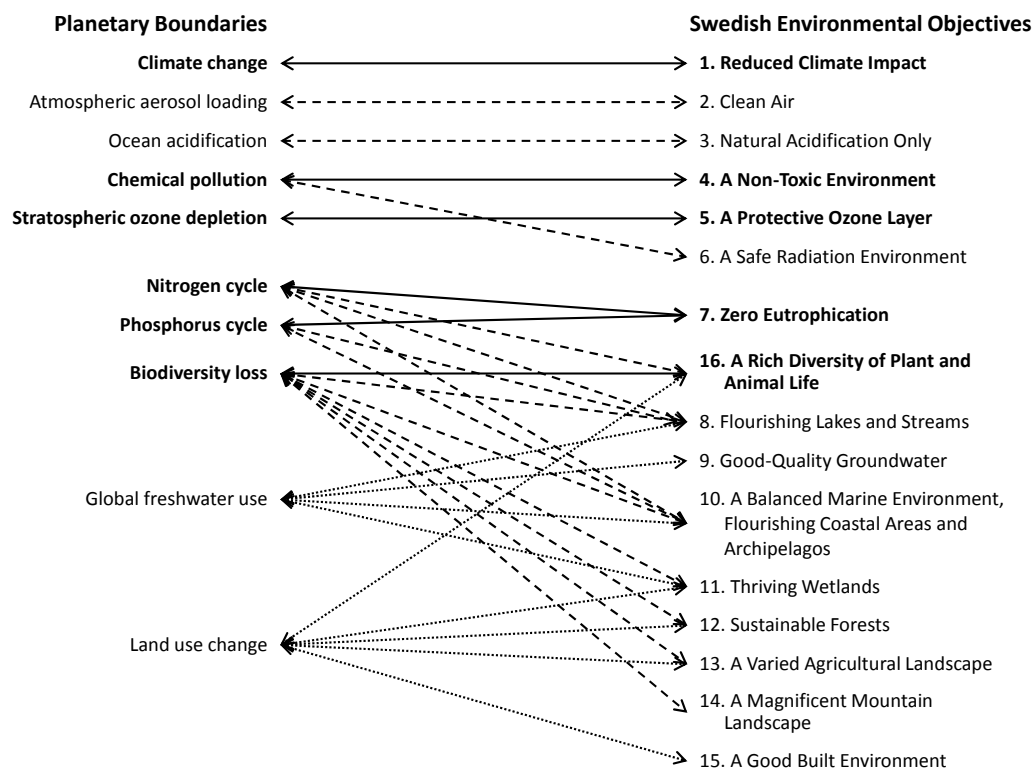 Planetary Boundaries
Swedish Environmental Objectives
Climate change
1. Reduced Climate Impact
Atmospheric aerosol loading
2. Clean Air
Ocean acidification
3. Natural Acidification Only
Chemical pollution
4. A Non-Toxic Environment
Stratospheric ozone depletion
5. A Protective Ozone Layer
6. A Safe Radiation Environment
Nitrogen cycle
7. Zero Eutrophication
Phosphorus cycle
Biodiversity loss
16. A Rich Diversity of Plant and
Animal Life
8. Flourishing Lakes and Streams
9. Good-Quality Groundwater
Global freshwater use
10. A Balanced Marine Environment,
Flourishing Coastal Areas and
Archipelagos
11. Thriving Wetlands
12. Sustainable Forests
Land use change
13. A Varied Agricultural Landscape
14. A Magnificent Mountain
Landscape
15. A Good Built Environment